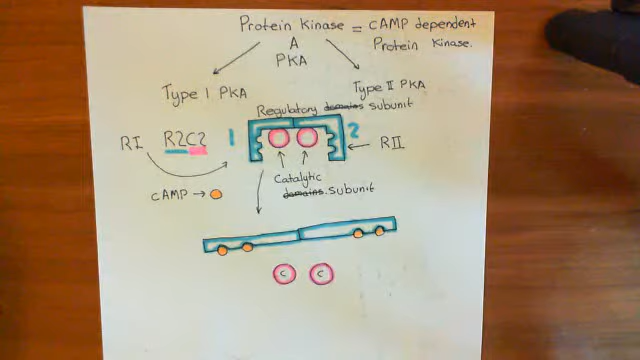 Protein Kinase = CAMP dependent
A Protein Kinase.
PKA
Type I PKA
Type II PKA
Regulatory domains subunit
RI R2C2 1 2 RII
Catalytic
domains. subunit
CAMP →
C C